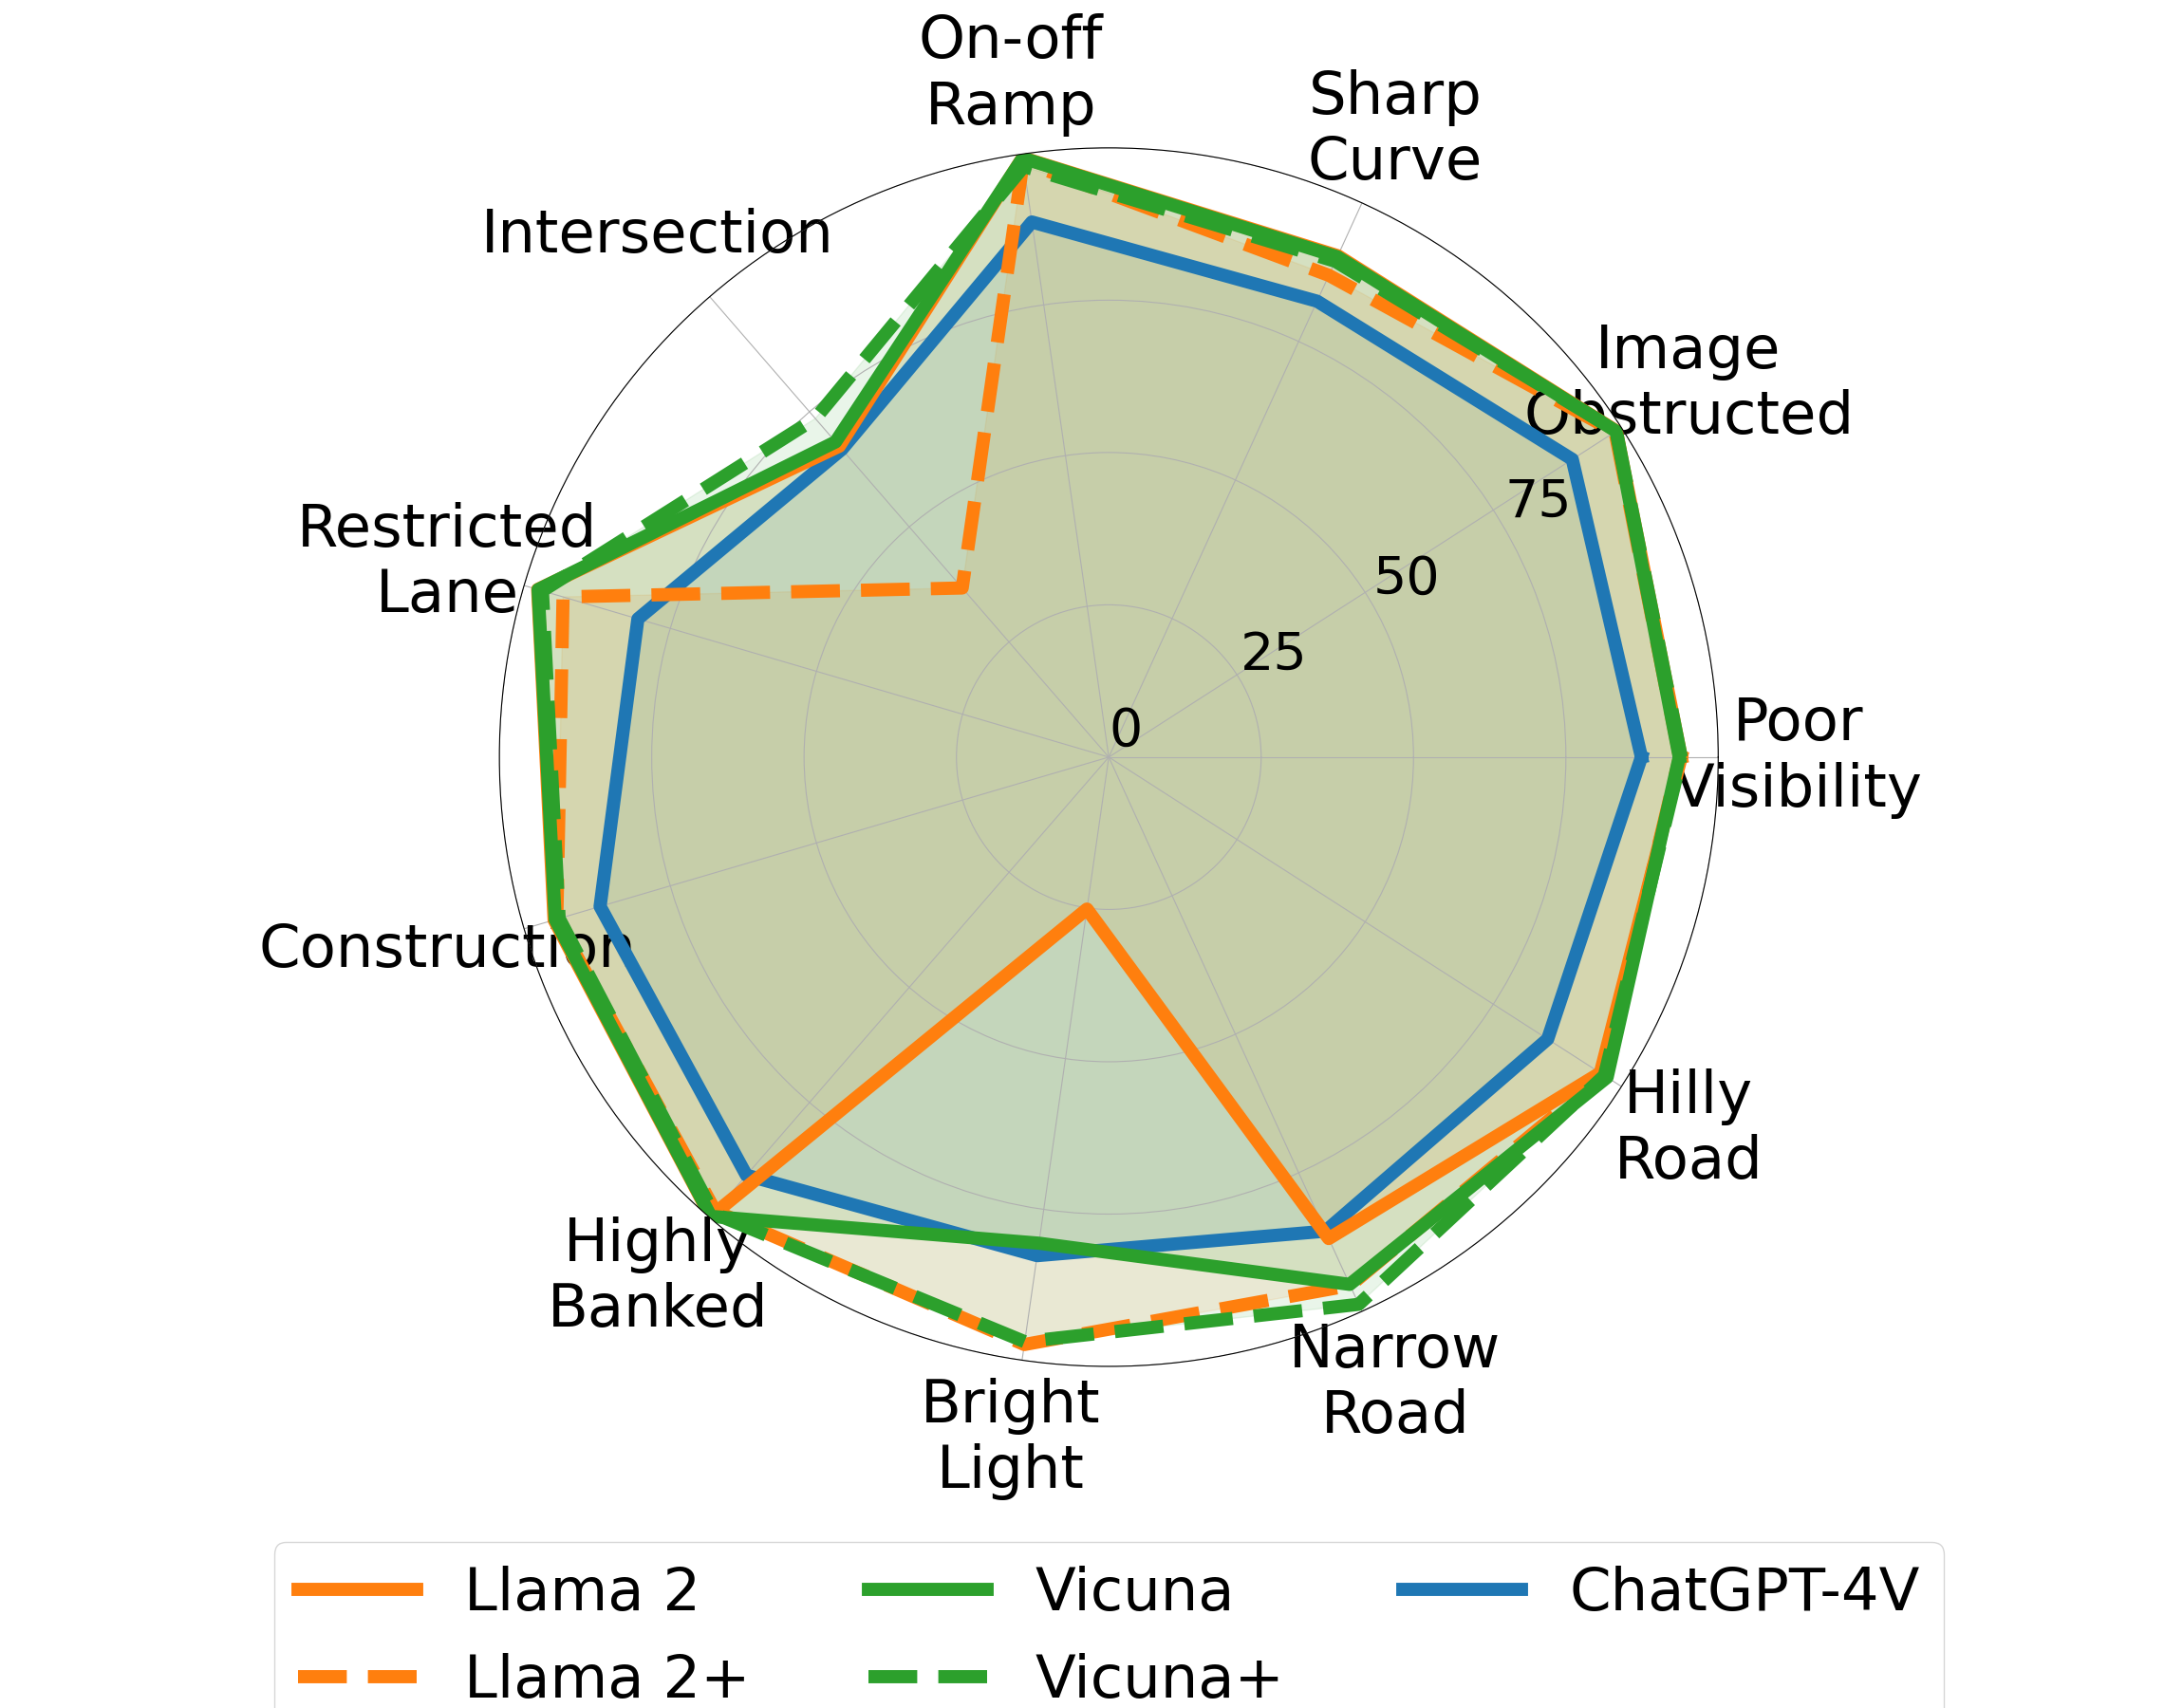 On-off
Ramp
Sharp
Curve
Intersection
Image
Obstructed
75
Restricted
Lane
50
25
0
Poor
Visibility
Construction
Hilly
Road
Highly
Banked
Narrow
Road
Bright
Light
Llama 2
Vicuna
ChatGPT-4V
Llama 2+
Vicuna+